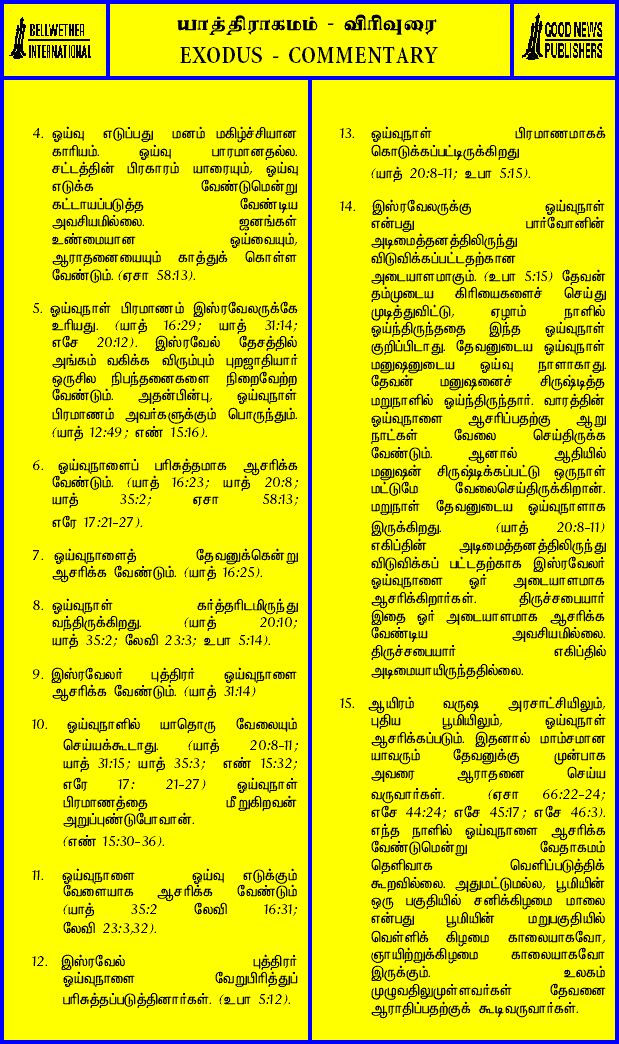 BELLWETHER
INTERNATIONAL
யாத்திராகமம் - விரிவுரை
EXODUS - COMMENTARY
GOOD NEWS
PUBLISHERS
4. ஓய்வு எடுப்பது மனம் மகிழ்ச்சியான
காரியம். ஓய்வு பாரமானதல்ல.
சட்டத்தின் பிரகாரம் யாரையும், ஓய்வு
எடுக்க வேண்டுமென்று
கட்டாயப்படுத்த வேண்டிய
அவசியமில்லை. ஜனங்கள்
உண்மையான ஓய்வையும்,
ஆராதனையையும் காத்துக் கொள்ள
வேண்டும். (ஏசா 58:13).
5. ஓய்வுநாள் பிரமாணம் இஸ்ரவேலருக்கே
உரியது. (யாத் 16:29; யாத் 31:14;
எசே 20:12). இஸ்ரவேல் தேசத்தில்
அங்கம் வகிக்க விரும்பும் புறஜாதியார்
ஒருசில நிபந்தனைகளை நிறைவேற்ற
வேண்டும். அதன்பின்பு, ஓய்வுநாள்
பிரமாணம் அவர்களுக்கும் பொருந்தும்.
(யாத் 12:49; எண் 15:16).
6. ஓய்வுநாளைப் பரிசுத்தமாக ஆசரிக்க
வேண்டும். (யாத் 16:23; யாத் 20:8;
யாத் 35:2; ஏசா 58:13;
எரே 17:21-27).
7. ஓய்வுநாளைத் தேவனுக்கென்று
ஆசரிக்க வேண்டும். (யாத் 16:25).
8. ஓய்வுநாள் கர்த்தரிடமிருந்து
வந்திருக்கிறது. (யாத் 20:10;
யாத் 35:2; லேவி 23:3; உபா 5:14).
9. இஸ்ரவேலர் புத்திரர் ஓய்வுநாளை
ஆசரிக்க வேண்டும். (யாத் 31:14)
10. ஓய்வுநாளில் யாதொரு வேலையும்
செய்யக்கூடாது. (யாத் 20:8-11;
யாத் 31:15; யாத் 35:3; எண் 15:32;
எரே 17: 21-27) ஓய்வுநாள்
பிரமாணத்தை மீறுகிறவன்
அறுப்புண்டுபோவான்.
(எண் 15:30-36).
11. ஓய்வுநாளை ஓய்வு எடுக்கும்
வேளையாக ஆசரிக்க வேண்டும்
(யாத் 35:2 லேவி 16:31;
லேவி 23:3,32).
12. இஸ்ரவேல் புத்திரர்
ஓய்வுநாளை வேறுபிரித்துப்
பரிசுத்தப்படுத்தினார்கள். (உபா 5:12).
13. ஓய்வுநாள் பிரமாணமாகக்
கொடுக்கப்பட்டிருக்கிறது
(யாத் 20:8-11; உபா 5:15).
14. இஸ்ரவேலருக்கு ஓய்வுநாள்
என்பது பார்வோனின்
அடிமைத்தனத்திலிருந்து
விடுவிக்கப்பட்டதற்கான
அடையாளமாகும். (உபா 5:15) தேவன்
தம்முடைய கிரியைகளைச் செய்து
முடித்துவிட்டு, ஏழாம் நாளில்
ஓய்ந்திருந்ததை இந்த ஓய்வுநாள்
குறிப்பிடாது. தேவனுடைய ஓய்வுநாள்
மனுஷனுடைய ஓய்வு நாளாகாது.
தேவன் மனுஷனைச் சிருஷ்டித்த
மறுநாளில் ஓய்ந்திருந்தார். வாரத்தின்
ஓய்வுநாளை ஆசரிப்பதற்கு ஆறு
நாட்கள் வேலை செய்திருக்க
வேண்டும். ஆனால் ஆதியில்
மனுஷன் சிருஷ்டிக்கப்பட்டு ஒருநாள்
மட்டுமே வேலைசெய்திருக்கிறான்.
மறுநாள் தேவனுடைய ஓய்வுநாளாக
இருக்கிறது. (யாத் 20:8-11)
எகிப்தின் அடிமைத்தனத்திலிருந்து
விடுவிக்கப் பட்டதற்காக இஸ்ரவேலர்
ஓய்வுநாளை ஓர் அடையாளமாக
ஆசரிக்கிறார்கள். திருச்சபையார்
இதை ஓர் அடையாளமாக ஆசரிக்க
வேண்டிய அவசியமில்லை.
திருச்சபையார் எகிப்தில்
அடிமையாயிருந்ததில்லை.
15. ஆயிரம் வருஷ அரசாட்சியிலும்,
புதிய பூமியிலும், ஓய்வுநாள்
ஆசரிக்கப்படும். இதனால் மாம்சமான
யாவரும் தேவனுக்கு முன்பாக
அவரை ஆராதனை செய்ய
வருவார்கள். (ஏசா 66:22-24;
எசே 44:24; எசே 45:17; எசே 46:3).
எந்த நாளில் ஓய்வுநாளை ஆசரிக்க
வேண்டுமென்று வேதாகமம்
தெளிவாக வெளிப்படுத்திக்
கூறவில்லை. அதுமட்டுமல்ல, பூமியின்
ஒரு பகுதியில் சனிக்கிழமை மாலை
என்பது பூமியின் மறுபகுதியில்
வெள்ளிக் கிழமை காலையாகவோ,
ஞாயிற்றுக்கிழமை காலையாகவோ
இருக்கும். உலகம்
முழுவதிலுமுள்ளவர்கள் தேவனை
ஆராதிப்பதற்குக் கூடிவருவார்கள்.